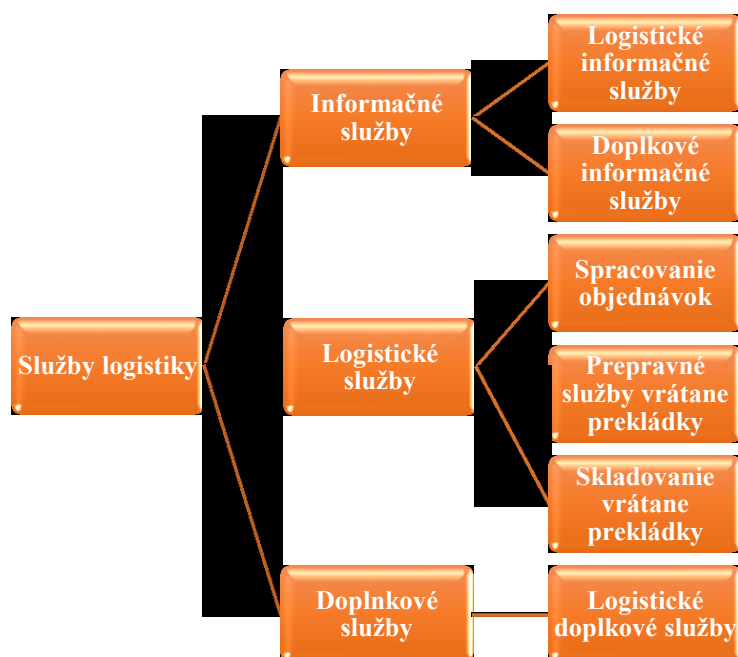 Služby logistiky
Informačné
služby
Logistické
informačné
služby
Doplkové
informačné
služby
Logistické
služby
Spracovanie
objednávok
Prepravné
služby vrátane
prekládky
Skladovanie
vrátane
prekládky
Doplnkové
služby
Logistické
doplkové služby